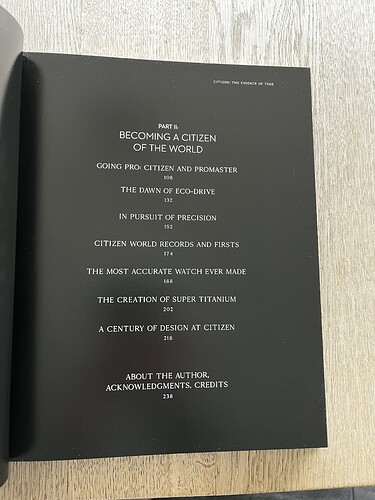 CITIZEN: THE ESSENCE OF TIME
PART II:
BECOMING A CITIZEN
OF THE WORLD
GOING PRO: CITIZEN AND PROMASTER
106
THE DAWN OF ECO-DRIVE
132
IN PURSUIT OF PRECISION
152
CITIZEN WORLD RECORDS AND FIRSTS
174
THE MOST ACCURATE WATCH EVER MADE
188
THE CREATION OF SUPER TITANIUM
202
A CENTURY OF DESIGN AT CITIZEN
218
ABOUT THE AUTHOR,
ACKNOWLEDGMENTS, CREDITS
238